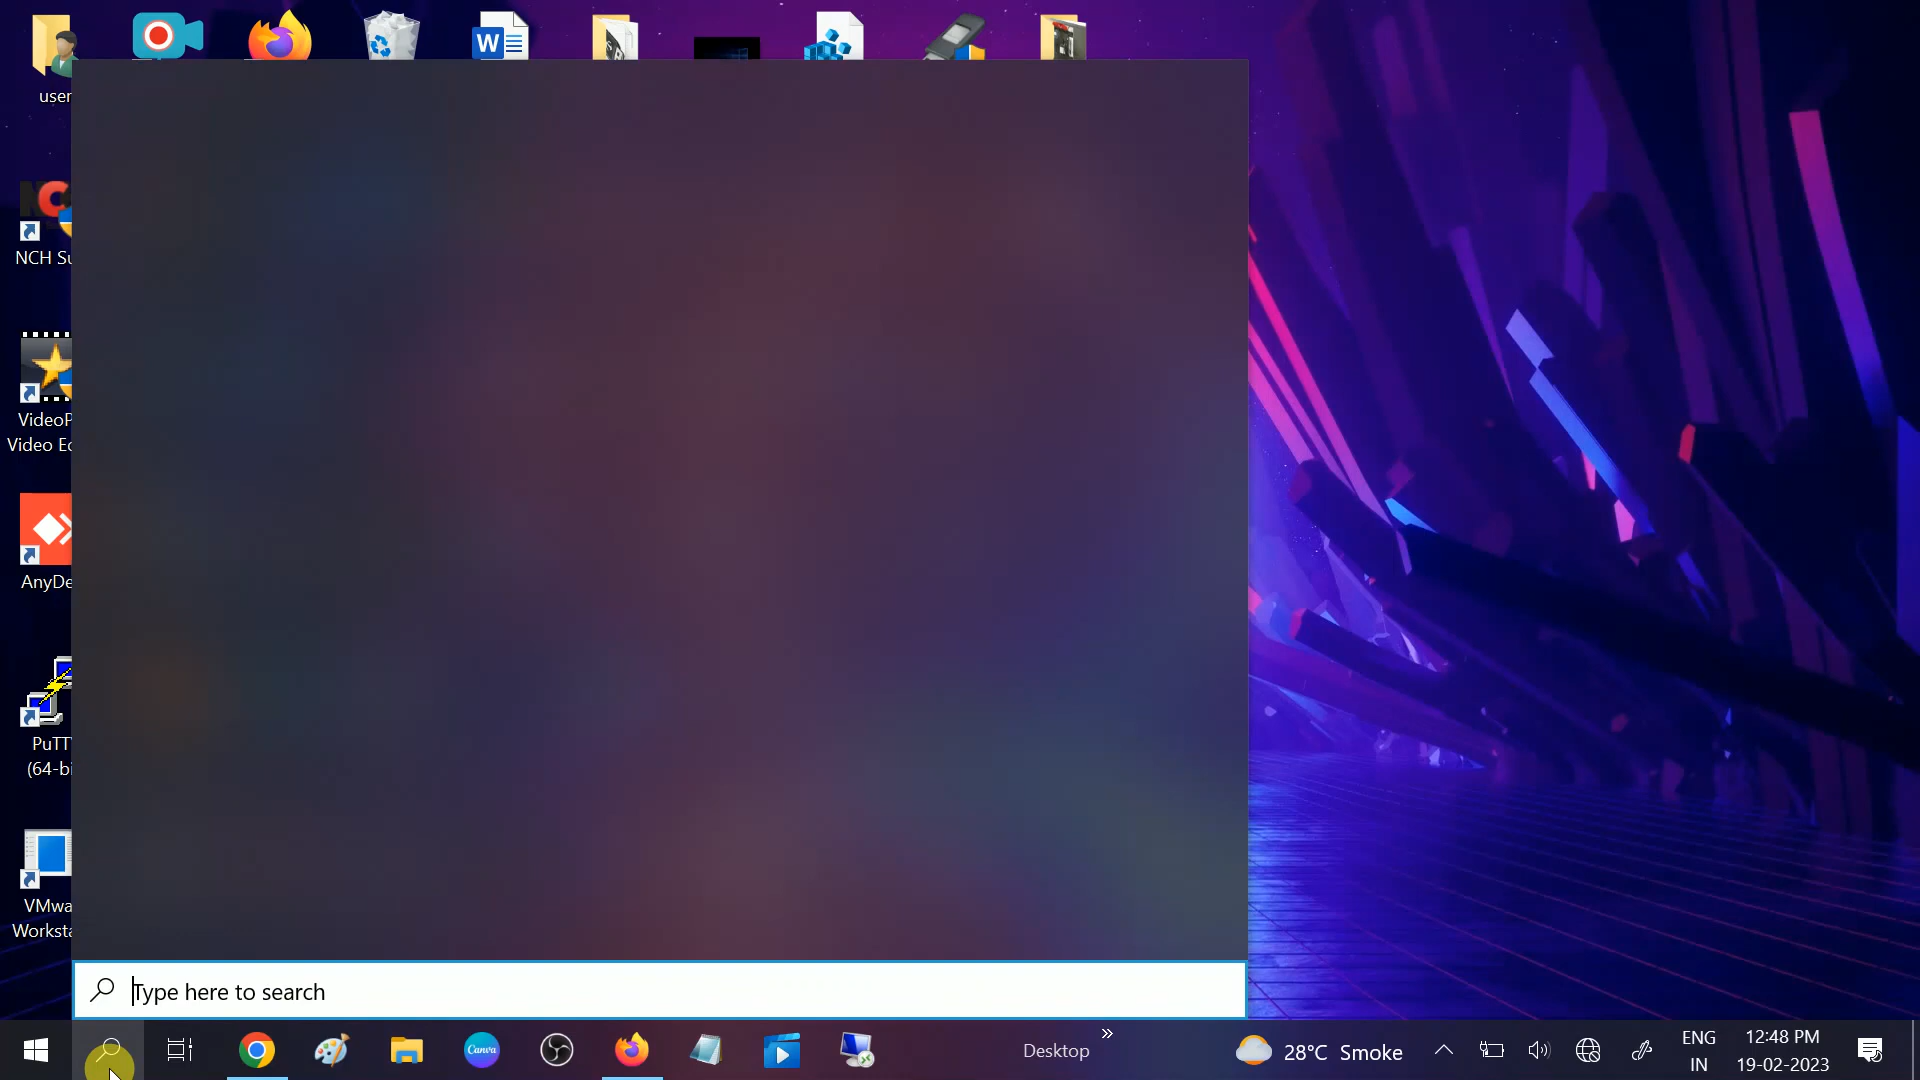 user
NCH Su
VideoP
Video Ed
AnyDe
PuTT
(64-bi
VMwa
Worksta
W
Type here to search
Canva
Desktop
28°C Smoke
ENG
IN
12:48 PM
19-02-2023